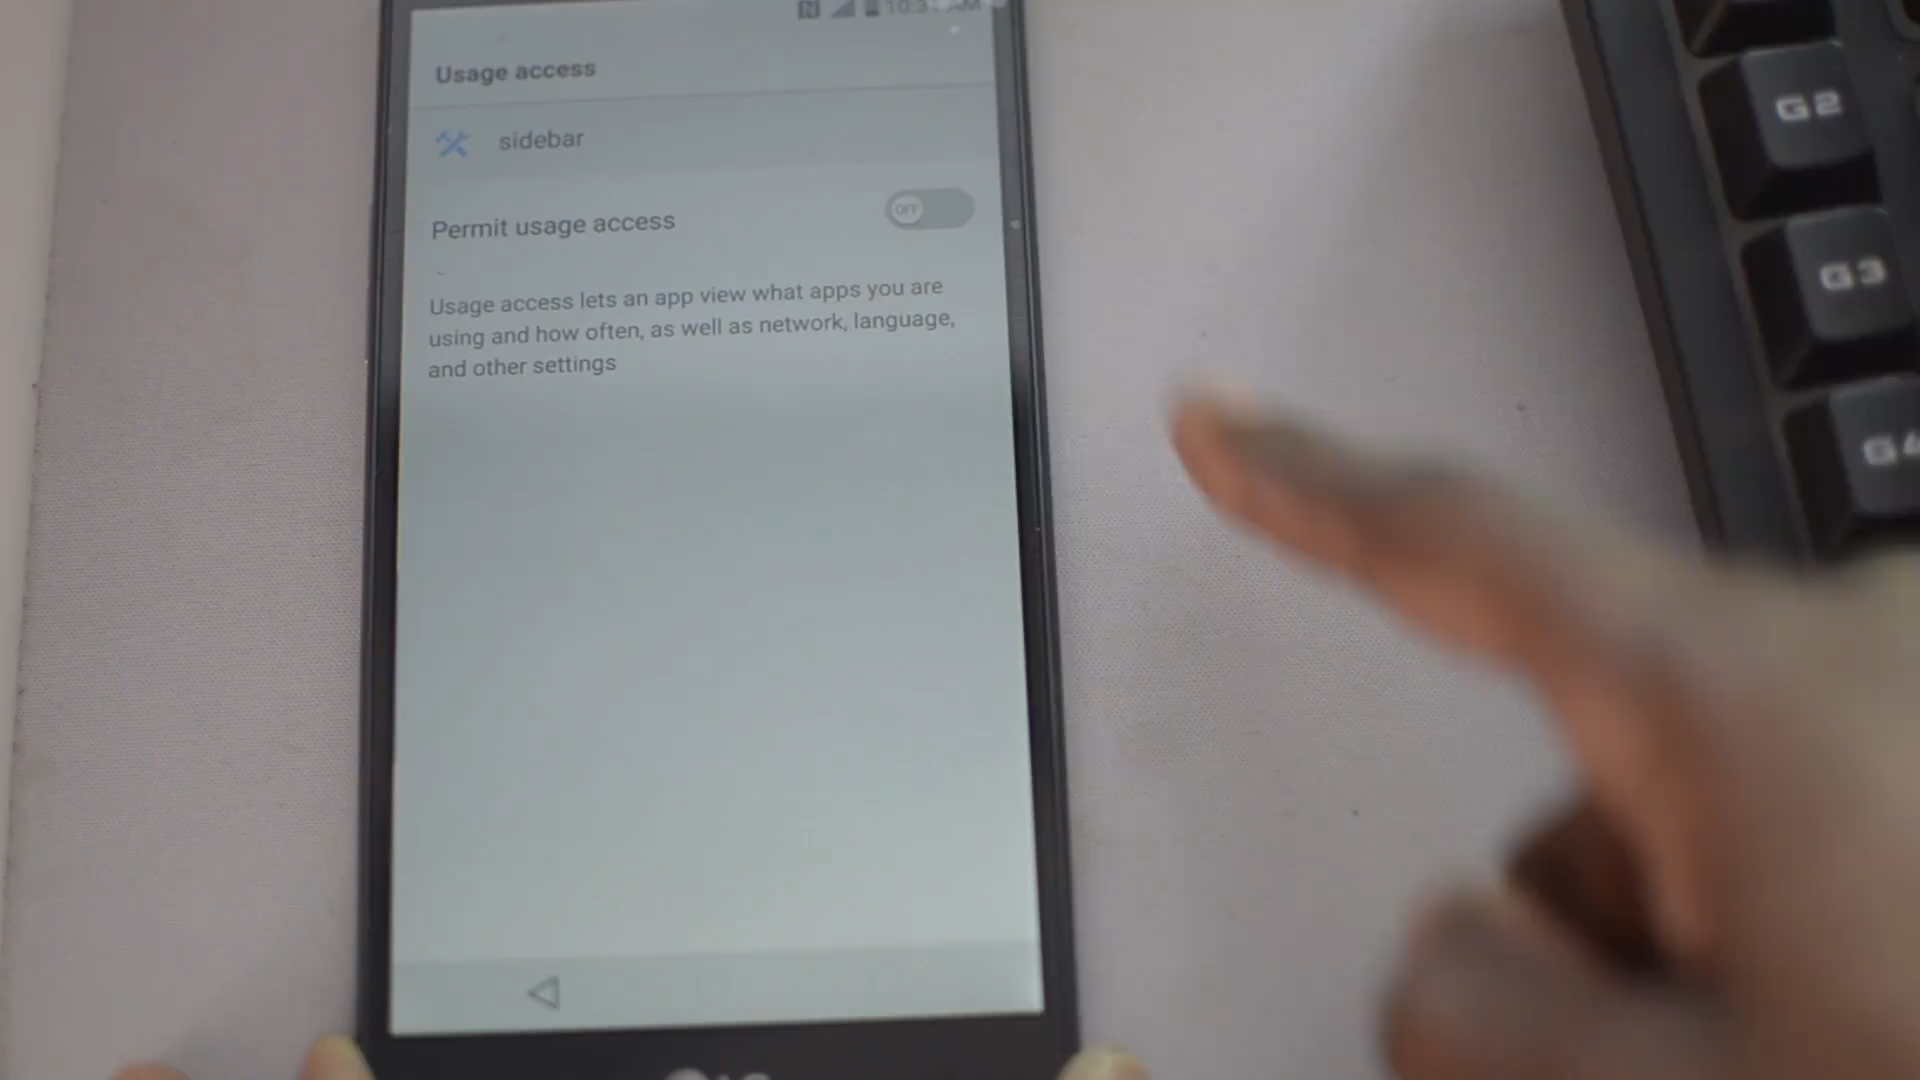 Usage access
sidebar
Permit usage access
OFF
Usage access lets an app view what apps you are
using and how often, as well as network, language,
and other settings
G2
G3